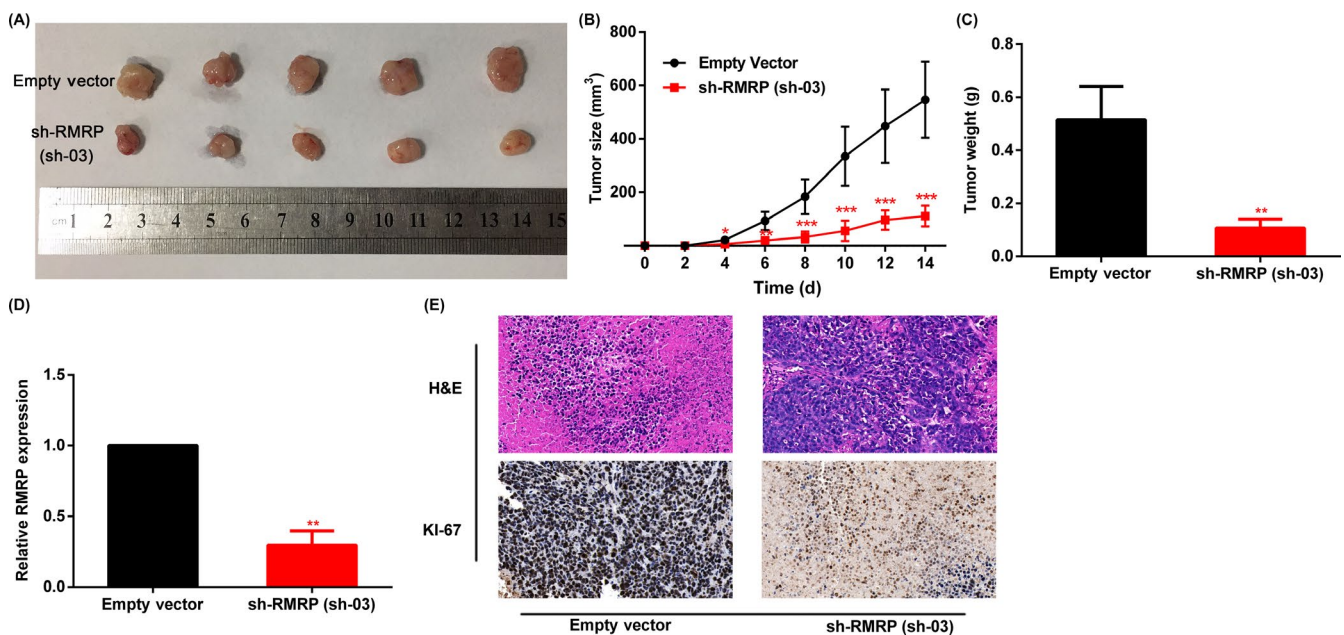 (A)
Empty vector
sh-RMRP
(sh-03)
cm 1 2 3 4 5 6 7 8 9 10 11 12 13 14 15
(B)
Tumor size (mm³)
800
600
400
200
Empty Vector
sh-RMRP (sh-03)
* ** *** *** *** ***
0 2 4 6 8 10 12 14
Time (d)
(C)
Tumor weight (g)
0.8
0.6
0.4
0.2
0.0
**
Empty vector sh-RMRP (sh-03)
(D)
Relative RMRP expression
1.5
1.0
0.5
0.0
**
Empty vector sh-RMRP (sh-03)
(E)
H&E
KI-67
Empty vector sh-RMRP (sh-03)